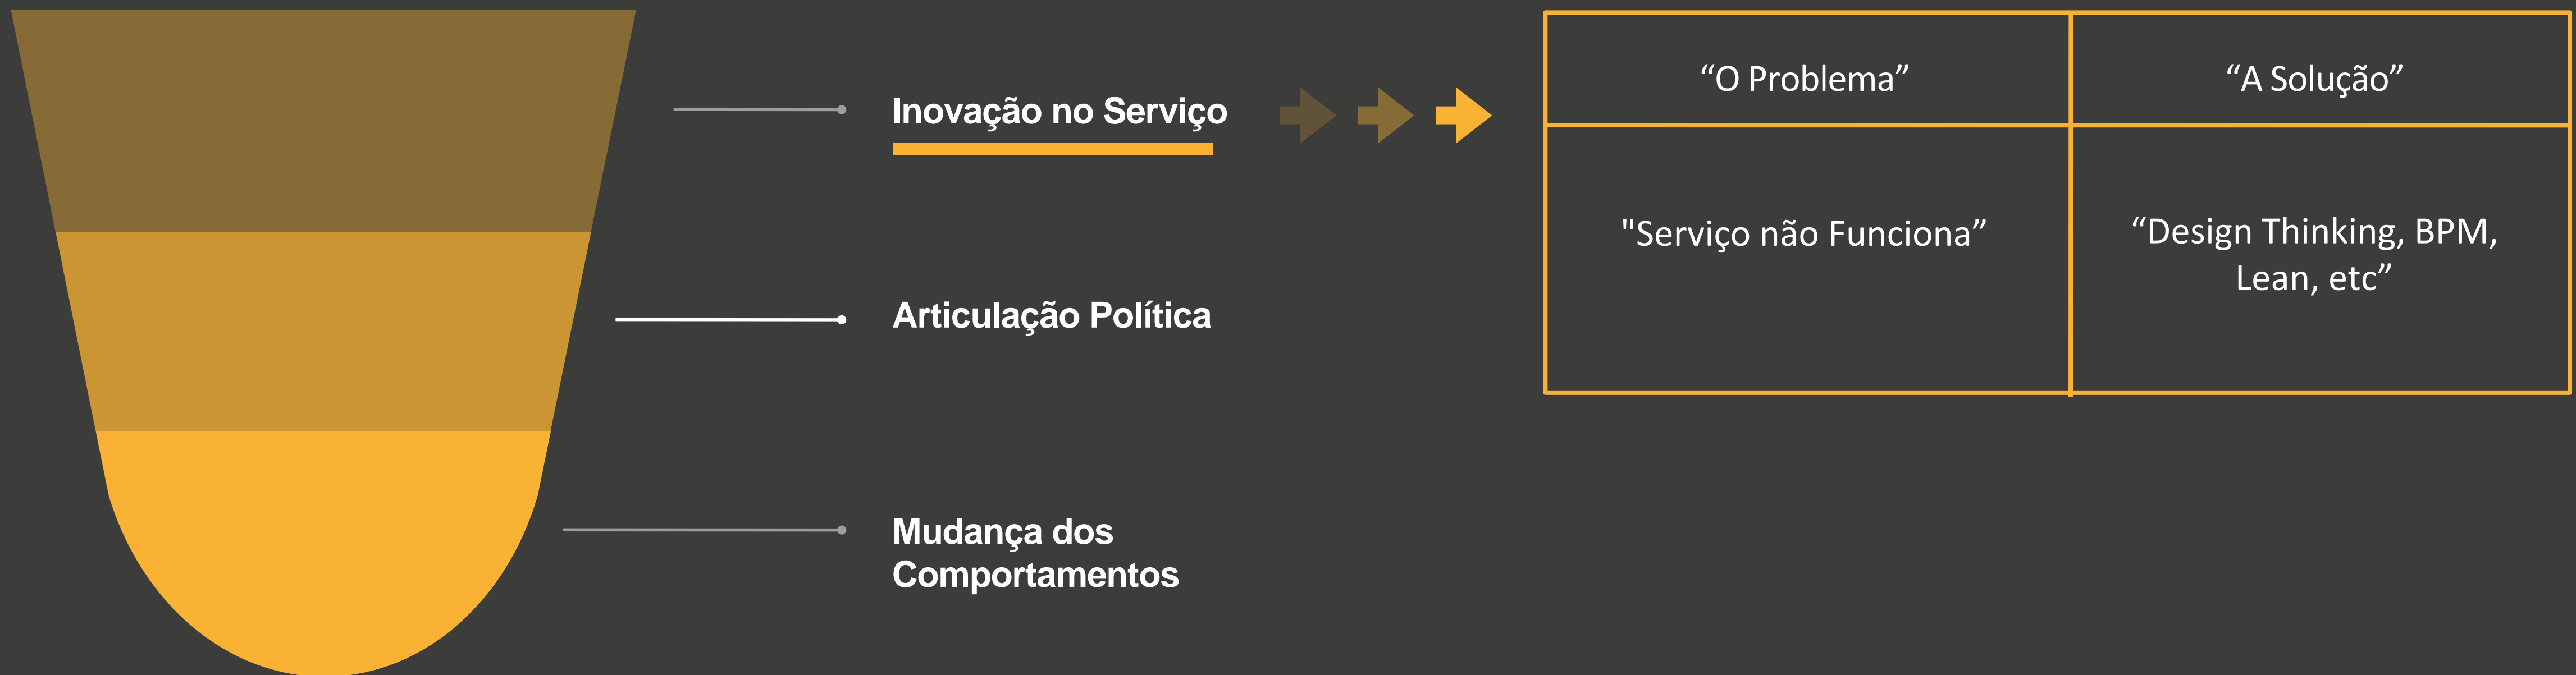 Inovação no Serviço
Articulação Política
Mudança dos
Comportamentos
“O Problema”
“A Solução”
"Serviço não Funciona”
“Design Thinking, BPM,
Lean, etc”